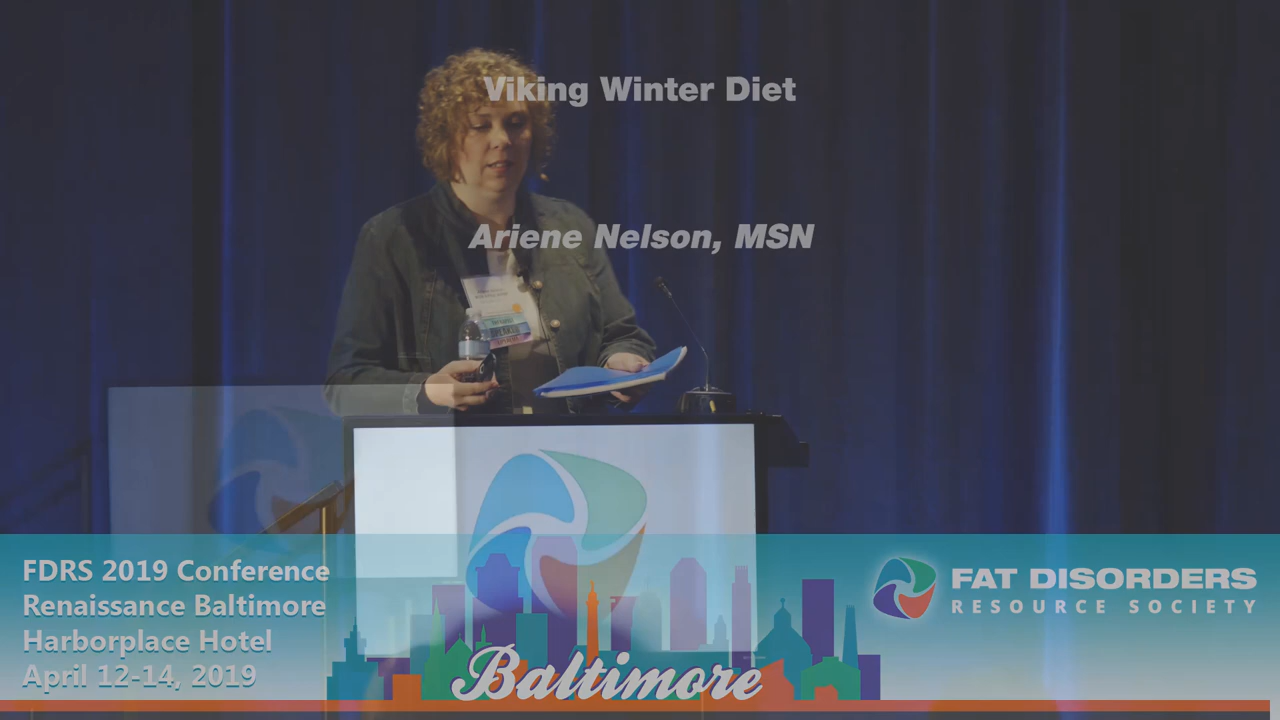 Viking Winter Diet
Ariene Nelson, MSN
FDRS 2019 Conference
Renaissance Baltimore
Harborplace Hotel
April 12-14, 2019
Baltimore
FAT DISORDERS
RESOURCE SOCIETY
SPEAKER